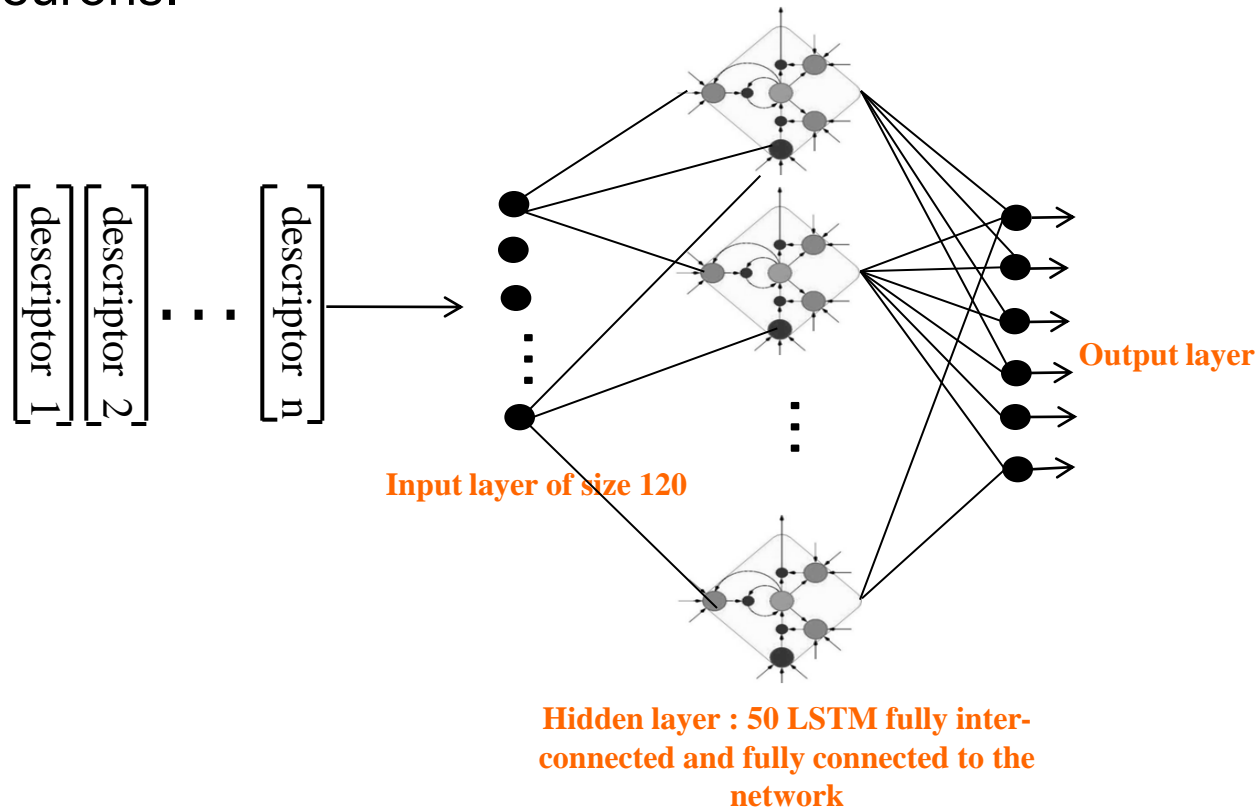 eurons.
descriptor 1
descriptor 2
...
descriptor n
Output layer
Input layer of size 120
Hidden layer : 50 LSTM fully inter-
connected and fully connected to the
network